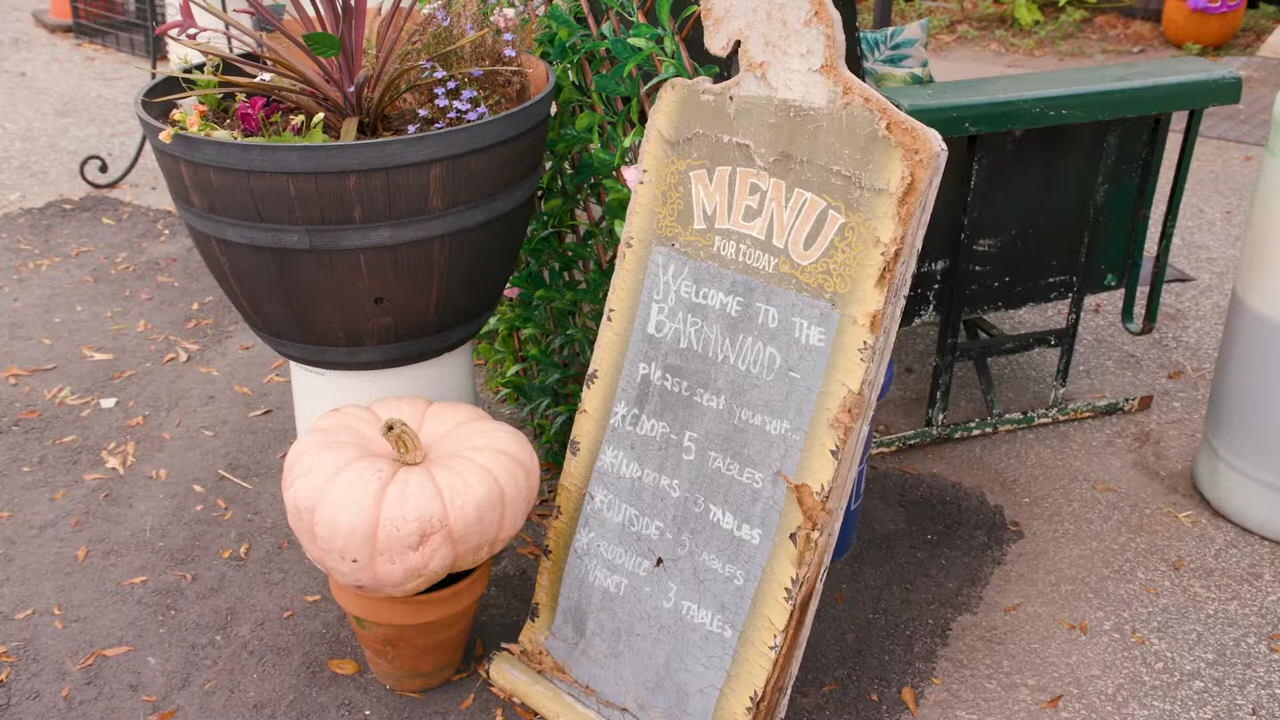 MENU
FOR TODAY
WELCOME TO THE
BARNWOOD -
please seat yourself...
*COOP - 5 TABLES
*INDOORS - 3 TABLES
*OUTSIDE - 5 TABLES
*PRODUCE
MARKET - 3 TABLES